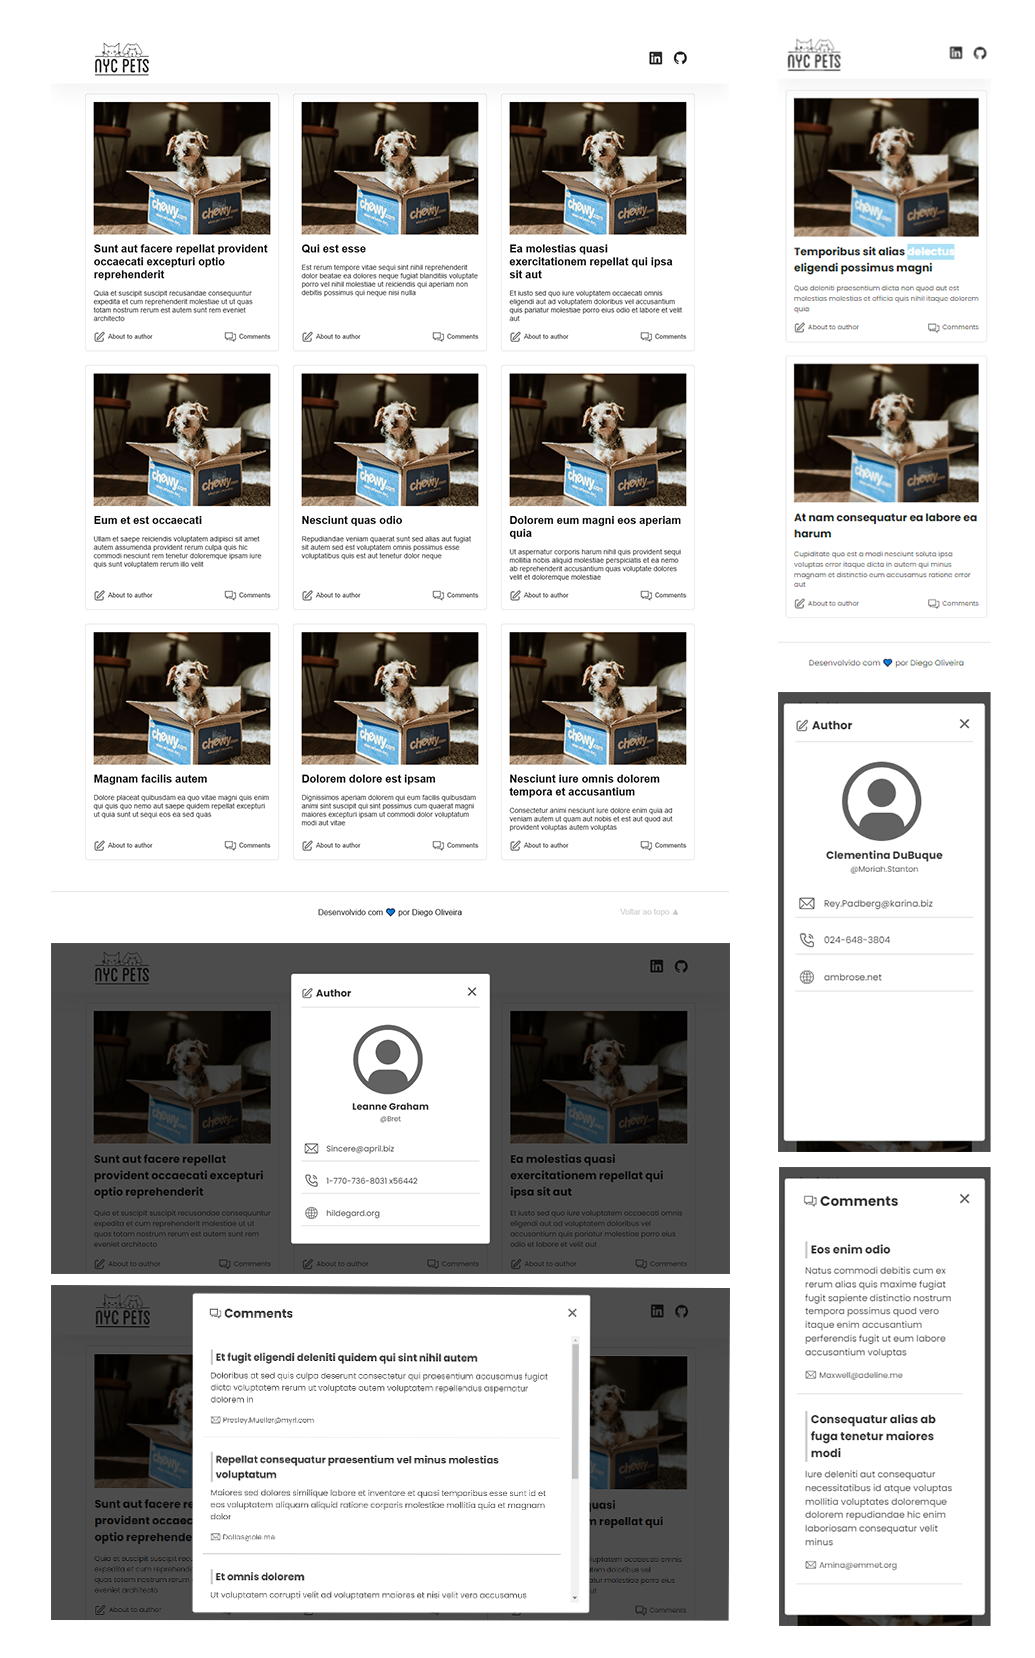 NYC PETS
Sunt aut facere repellat provident
occaecati excepturi optio
reprehenderit
Quia et suscipit suscipit recusandae consequuntur
expedita et cum reprehenderit molestiae ut ut quas
totam nostrum rerum est autem sunt rem eveniet
architecto
About to author
Comments
Qui est esse
Est rerum tempore vitae sequi sint nihil reprehenderit
dolor beatae ea dolores neque fugiat blanditiis voluptate
porro vel nihil molestiae ut reiciendis qui aperiam non
debitis possimus qui neque nisi nulla
About to author
Comments
Ea molestias quasi
exercitationem repellat qui ipsa
sit aut
Et iusto sed quo iure voluptatem occaecati omnis
eligendi aut ad voluptatem doloribus vel accusantium
quis pariatur molestiae porro eius odio et labore et velit
aut
About to author
Comments
Eum et est occaecati
Ullam et saepe reiciendis voluptatem adipisci sit amet
autem assumenda provident rerum culpa quis hic
commodi nesciunt rem tenetur doloremque ipsam iure
quis sunt voluptatem rerum illo velit
About to author
Comments
Nesciunt quas odio
Repudiandae veniam quaerat sunt sed alias aut fugiat
sit autem sed est voluptatem omnis possimus esse
voluptatibus quis est aut tenetur dolor neque
About to author
Comments
Dolorem eum magni eos aperiam
quia
Ut aspernatur corporis harum nihil quis provident sequi
mollitia nobis aliquid molestiae perspiciatis et ea nemo
ab reprehenderit accusantium quas voluptate dolores
velit et doloremque molestiae
About to author
Comments
Magnam facilis autem
Dolore placeat quibusdam ea quo vitae magni quis enim
qui quis quo nemo aut saepe quidem repellat excepturi
ut quia sunt ut sequi eos ea sed quas
About to author
Comments
Dolorem dolore est ipsam
Dignissimos aperiam dolorem qui eum facilis quibusdam
animi sint suscipit qui sint possimus cum quaerat magni
maiores excepturi ipsam ut commodi dolor voluptatum
modi aut vitae
About to author
Comments
Nesciunt iure omnis dolorem
tempora et accusantium
Consectetur animi nesciunt iure dolore enim quia ad
veniam autem ut quam aut nobis et est aut quod aut
provident voluptas autem voluptas
About to author
Comments
Desenvolvido com por Diego Oliveira
Voltar ao topo
NYC PETS
Temporibus sit alias delectus
eligendi possimus magni
Quo deleniti praesentium dicta non quod aut est
molestias molestias et officia quis nihil itaque dolorem
quia
About to author
Comments
At nam consequatur ea labore ea
harum
Cupiditate quo est a modi nesciunt soluta ipsa
voluptas error itaque dicta in autem qui minus
magnam et distinctio eum accusamus ratione error
aut
About to author
Comments
Desenvolvido com por Diego Oliveira
NYC PETS
Author
Leanne Graham
@Bret
Sincere@april.biz
1-770-736-8031 x56442
hildegard.org
Sunt aut facere repellat
provident occaecati excepturi
optio reprehenderit
Quia et suscipit suscipit recusandae consequuntur
expedita et cum reprehenderit molestiae ut ut
quas totam nostrum rerum est autem sunt rem
eveniet architecto
About to author
Comments
About to author
Comments
Ea molestias quasi
exercitationem repellat qui
ipsa sit aut
Et iusto sed quo iure voluptatem occaecati omnis
eligendi aut ad voluptatem doloribus vel
accusantium quis pariatur molestiae porro eius
odio et labore et velit aut
About to author
Comments
Author
Clementina DuBuque
@Moriah.Stanton
Rey.Padberg@karina.biz
024-648-3804
ambrose.net
NYC PETS
Comments
Et fugit eligendi deleniti quidem qui sint nihil autem
Doloribus at sed quis culpa deserunt consectetur qui praesentium accusamus fugiat
dicta voluptatem rerum ut voluptate autem voluptatem repellendus aspernatur
dolorem in
Presley.Mueller@myrl.com
Repellat consequatur praesentium vel minus molestias
voluptatum
Maiores sed dolores similique labore et inventore et quasi temporibus esse sunt id et
eos voluptatem aliquam aliquid ratione corporis molestiae mollitia quia et magnam
dolor
Dallas@ole.me
Et omnis dolorem
Ut voluptatem corrupti velit ad voluptatem maiores et nisi velit vero accusamus
Sunt aut facere re
provident occaec
optio reprehende
Quia et suscipit suscipit recu
expedita et cum reprehend
quas totam nostrum rerum
eveniet architecto
About to author
quasi
m repellat qui
luptatem occaecati omnis
m doloribus vel
r molestiae porro eius
Comments
Comments
Eos enim odio
Natus commodi debitis cum ex
rerum alias quis maxime fugiat
fugit sapiente distinctio nostrum
tempora possimus quod vero
itaque enim accusantium
perferendis fugit ut eum labore
accusantium voluptas
Maxwell@adeline.me
Consequatur alias ab
fuga tenetur maiores
modi
Iure deleniti aut consequatur
necessitatibus id atque voluptas
mollitia voluptates doloremque
dolorem repudiandae hic enim
laboriosam consequatur velit
minus
Amina@emmet.org